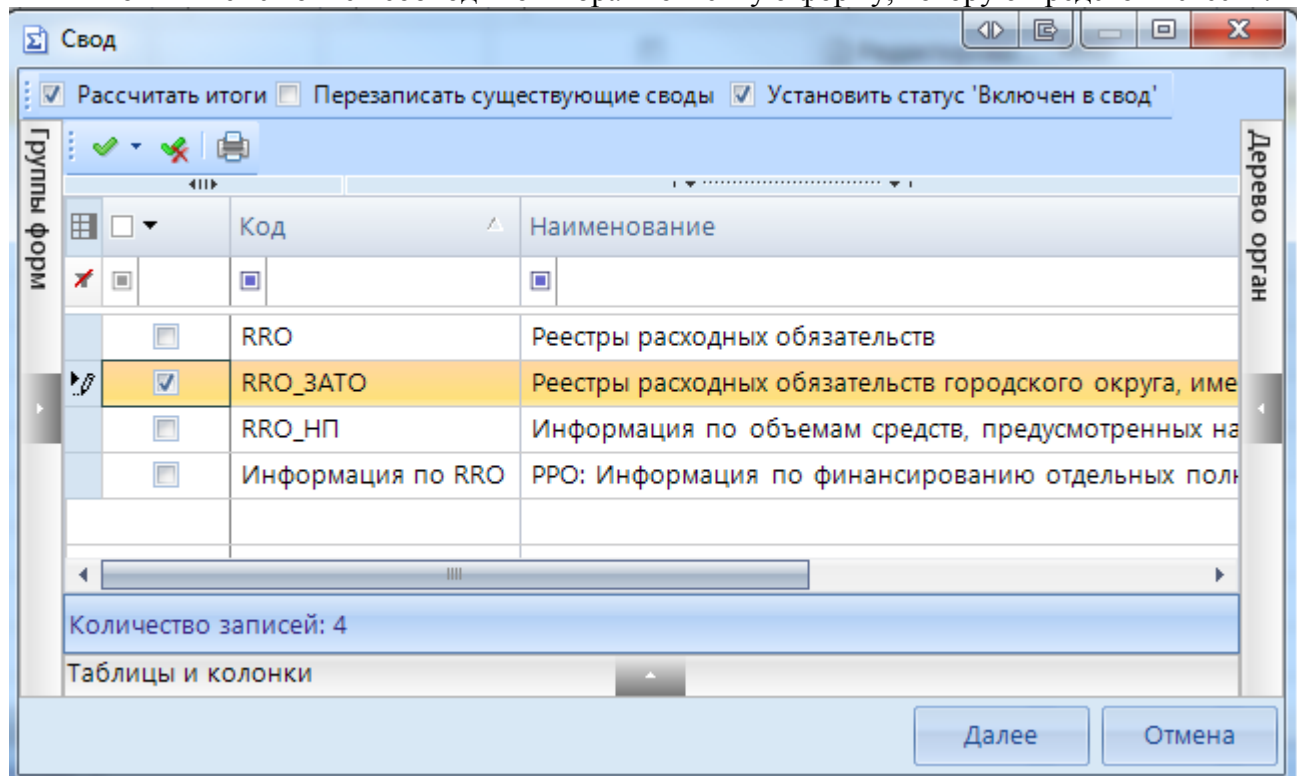 Свод
Рассчитать итоги Перезаписать существующие своды Установить статус 'Включен в свод'
Группы форм
Дерево орган
Код Наименование
RRO Реестры расходных обязательств
RRO_ЗАТО Реестры расходных обязательств городского округа, име
RRO_НП Информация по объемам средств, предусмотренных на
Информация по RRO РРО: Информация по финансированию отдельных полн
Количество записей: 4
Таблицы и колонки
Далее Отмена